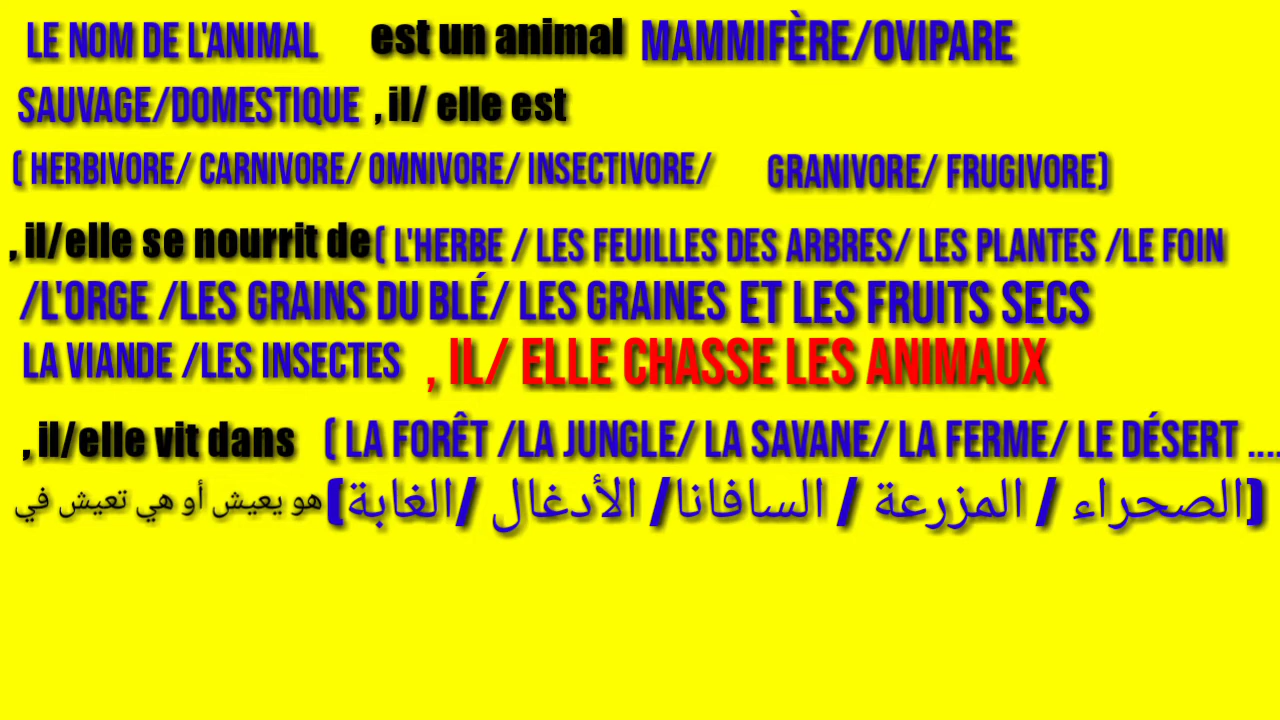 LE NOM DE L'ANIMAL est un animal MAMMIFÈRE/OVIPARE
SAUVAGE/DOMESTIQUE , il/ elle est
( HERBIVORE/ CARNIVORE/ OMNIVORE/ INSECTIVORE/ GRANIVORE/ FRUGIVORE)
, il/elle se nourrit de ( L'HERBE / LES FEUILLES DES ARBRES/ LES PLANTES /LE FOIN
/L'ORGE /LES GRAINS DU BLÉ/ LES GRAINES ET LES FRUITS SECS
LA VIANDE /LES INSECTES , IL/ ELLE CHASSE LES ANIMAUX
, il/elle vit dans ( LA FORÊT /LA JUNGLE/ LA SAVANE/ LA FERME/ LE DÉSERT ....
هو يعيش أو هي تعيش في (الغابة/ الأدغال / السافانا/ المزرعة / الصحراء)